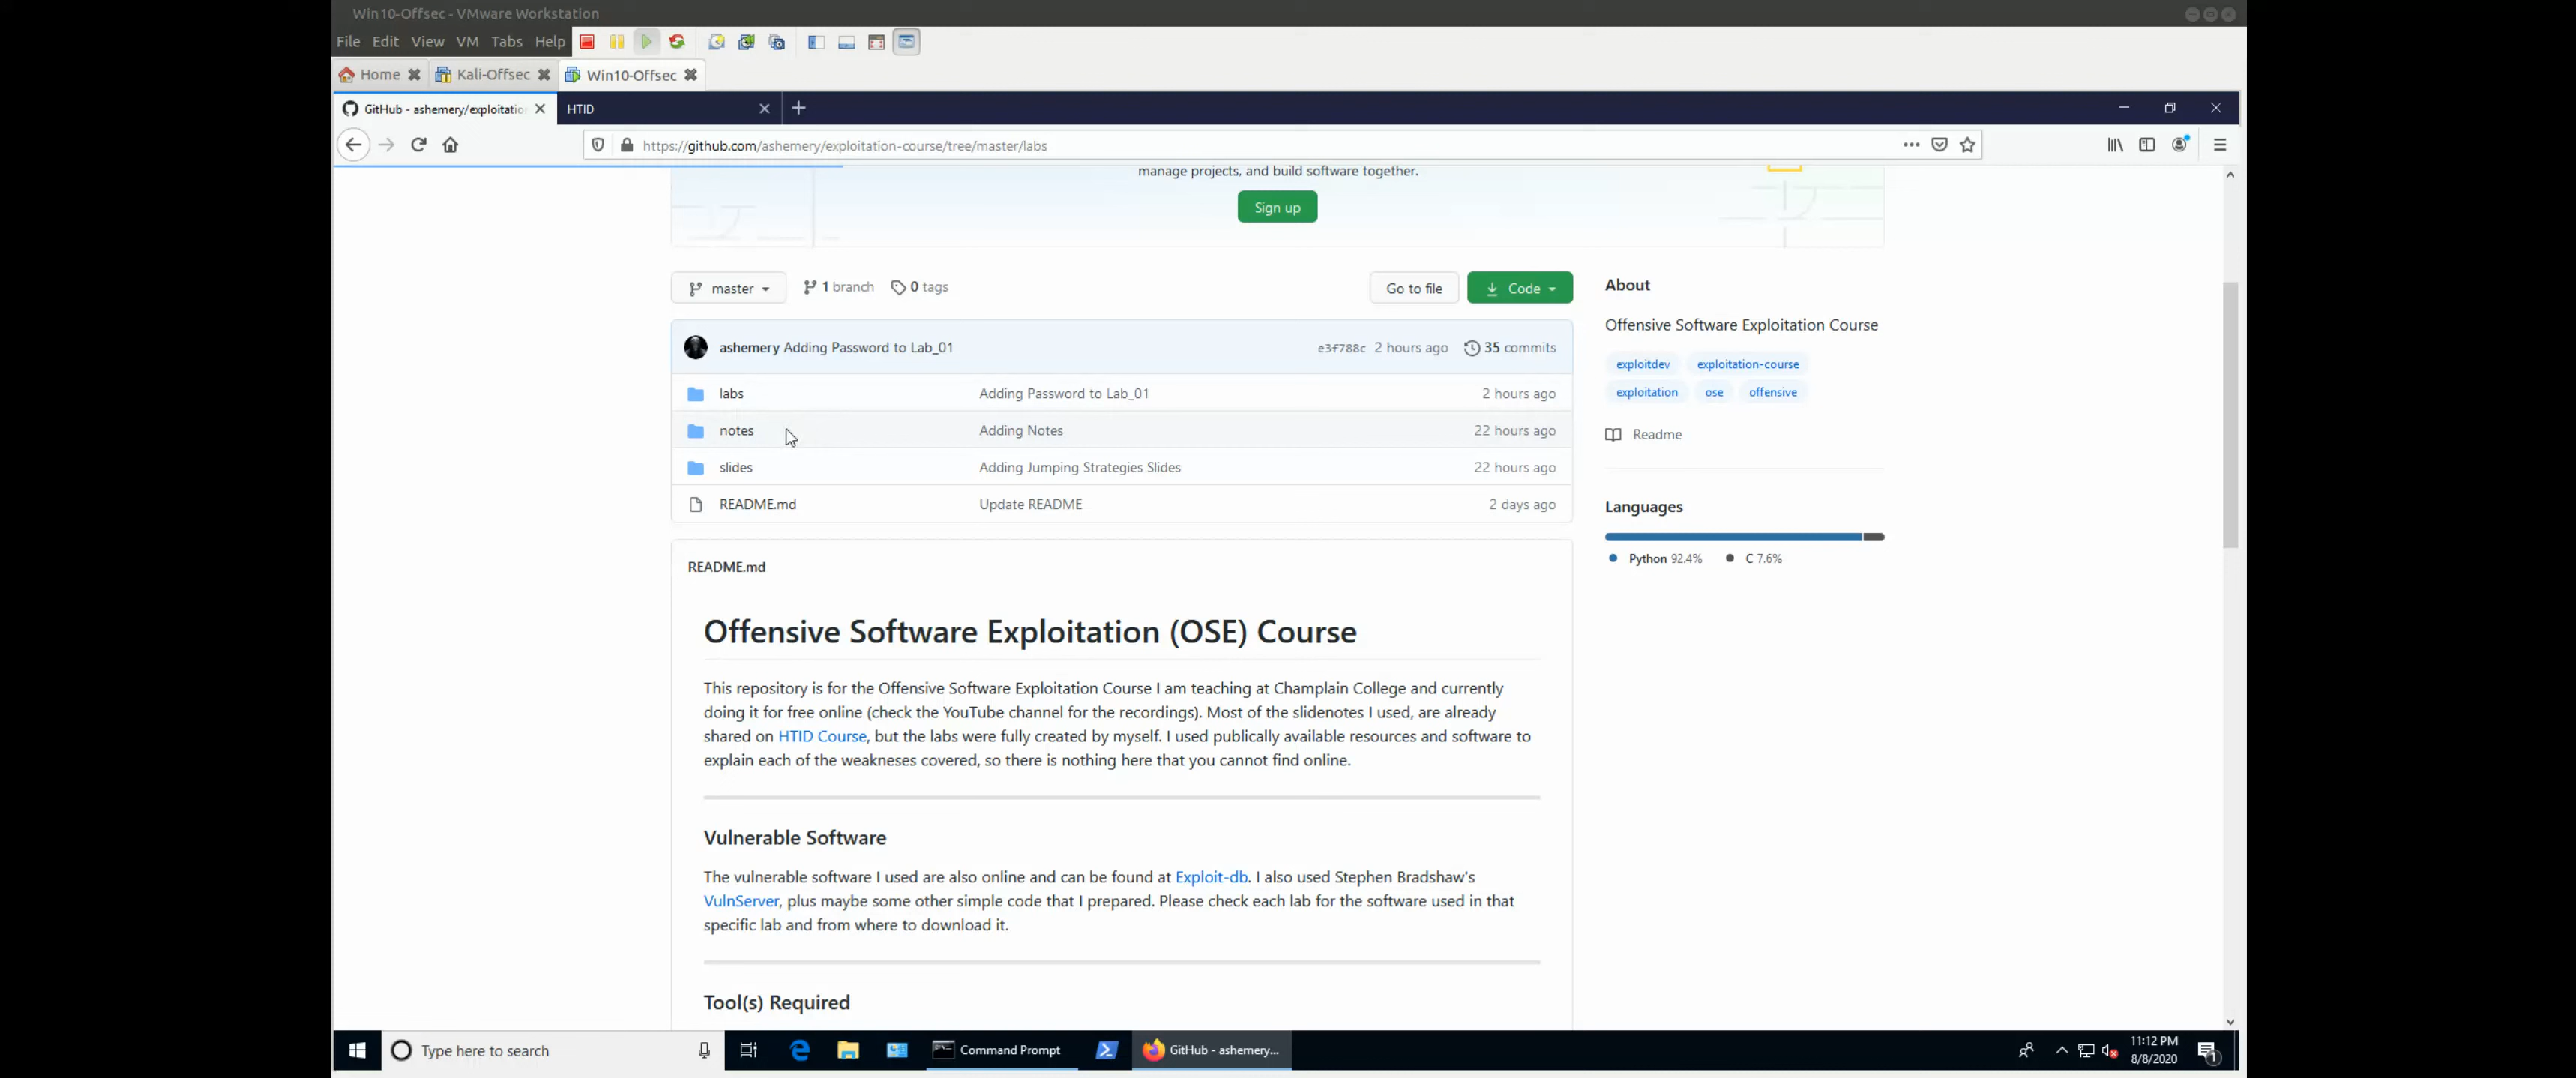 Win10-Offsec - VMware Workstation
File Edit View VM Tabs Help
Home Kali-Offsec Win10-Offsec
GitHub - ashemery/exploitation HTID
https://github.com/ashemery/exploitation-course/tree/master/labs
manage projects, and build software together.
Sign up
master 1 branch 0 tags Go to file Code
ashemery Adding Password to Lab_01 e3f788c 2 hours ago 35 commits
labs Adding Password to Lab_01 2 hours ago
notes Adding Notes 22 hours ago
slides Adding Jumping Strategies Slides 22 hours ago
README.md Update README 2 days ago
About
Offensive Software Exploitation Course
exploitdev exploitation-course
exploitation ose offensive
Readme
Languages
Python 92.4% C 7.6%
README.md
Offensive Software Exploitation (OSE) Course
This repository is for the Offensive Software Exploitation Course I am teaching at Champlain College and currently
doing it for free online (check the YouTube channel for the recordings). Most of the slidenotes I used, are already
shared on HTID Course, but the labs were fully created by myself. I used publically available resources and software to
explain each of the weakneses covered, so there is nothing here that you cannot find online.
Vulnerable Software
The vulnerable software I used are also online and can be found at Exploit-db. I also used Stephen Bradshaw's
VulnServer, plus maybe some other simple code that I prepared. Please check each lab for the software used in that
specific lab and from where to download it.
Tool(s) Required
Type here to search Command Prompt GitHub - ashemery... 11:12 PM
8/8/2020 1